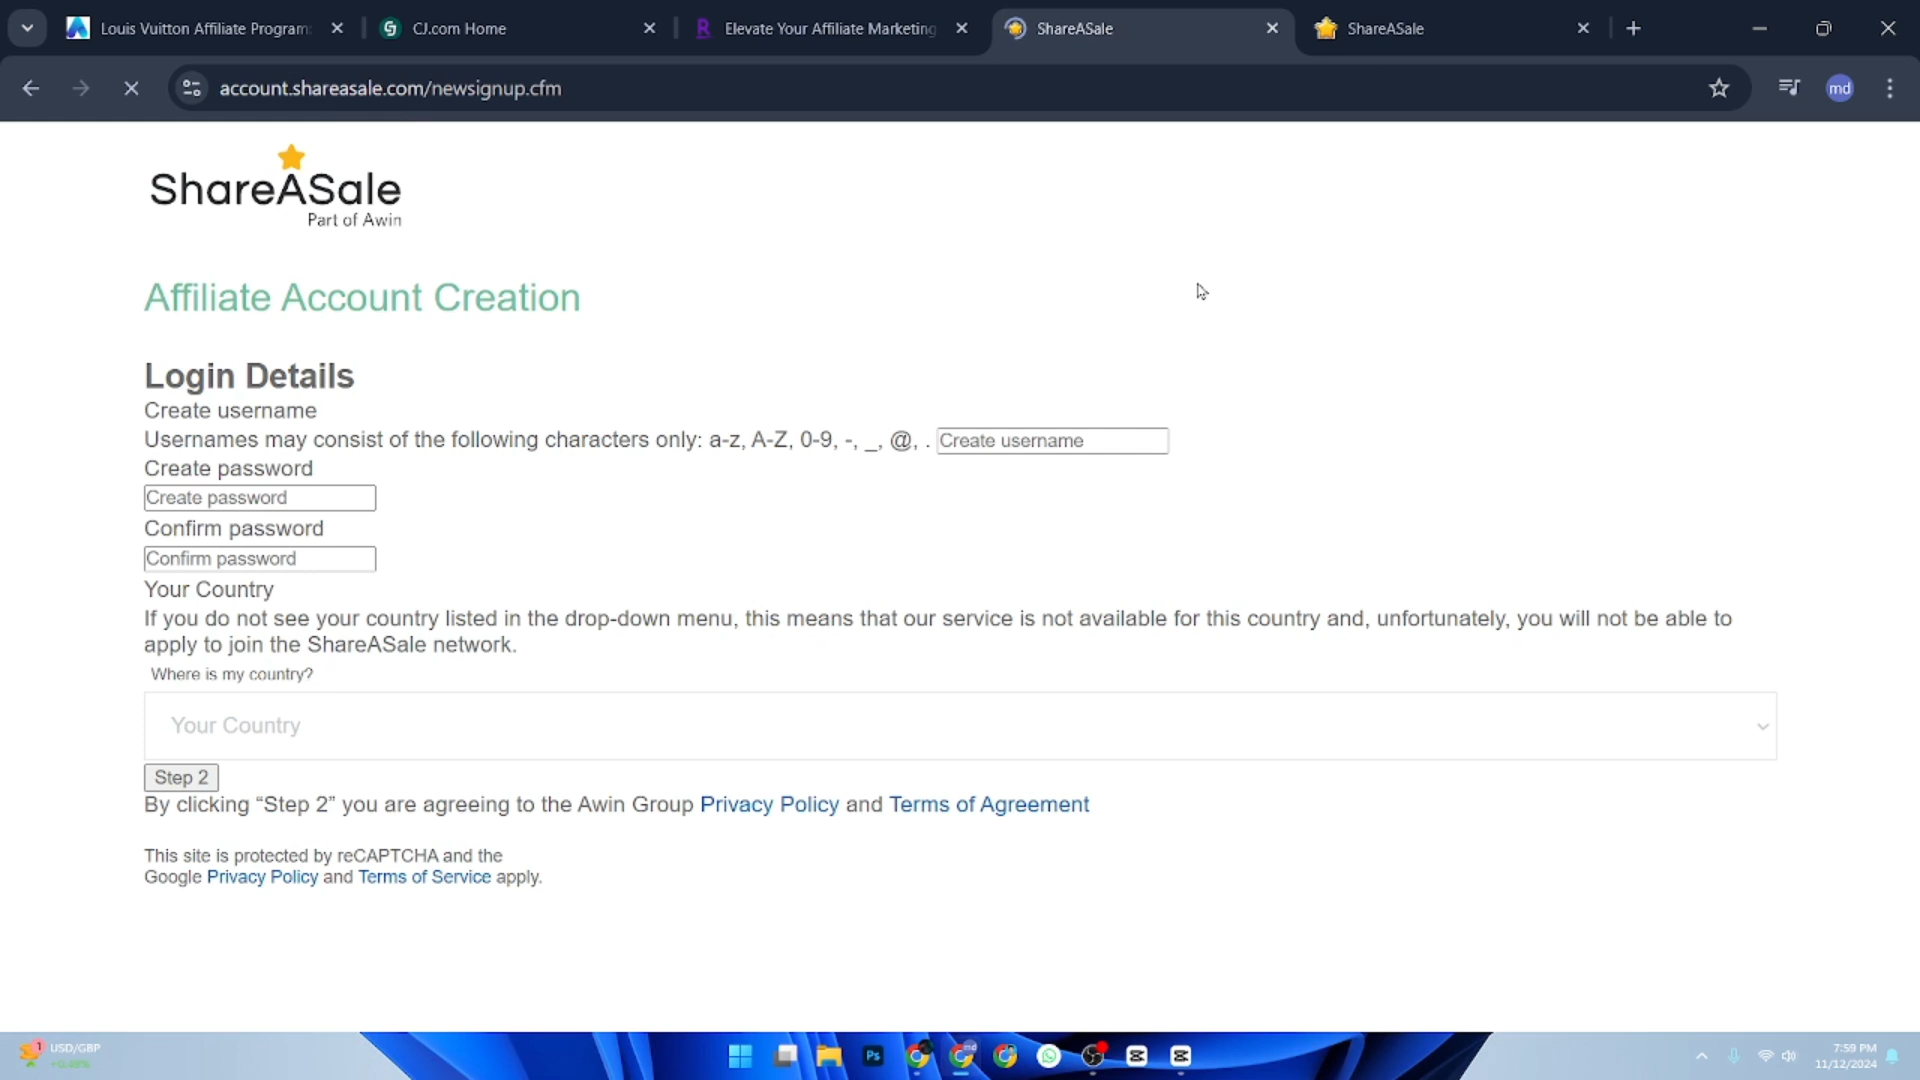 Louis Vuitton Affiliate Program:
CJ.com Home
Elevate Your Affiliate Marketing
ShareASale
ShareASale
account.shareasale.com/newsignup.cfm
md
ShareASale
Part of Awin
Affiliate Account Creation
Login Details
Create username
Usernames may consist of the following characters only: a-z, A-Z, 0-9, -, _, @, . Create username
Create password
Create password
Confirm password
Confirm password
Your Country
If you do not see your country listed in the drop-down menu, this means that our service is not available for this country and, unfortunately, you will not be able to
apply to join the ShareASale network.
Where is my country?
Your Country
Step 2
By clicking “Step 2” you are agreeing to the Awin Group Privacy Policy and Terms of Agreement
This site is protected by reCAPTCHA and the
Google Privacy Policy and Terms of Service apply.
1
USD/GBP
Ps
md
7:59 PM
11/12/2024